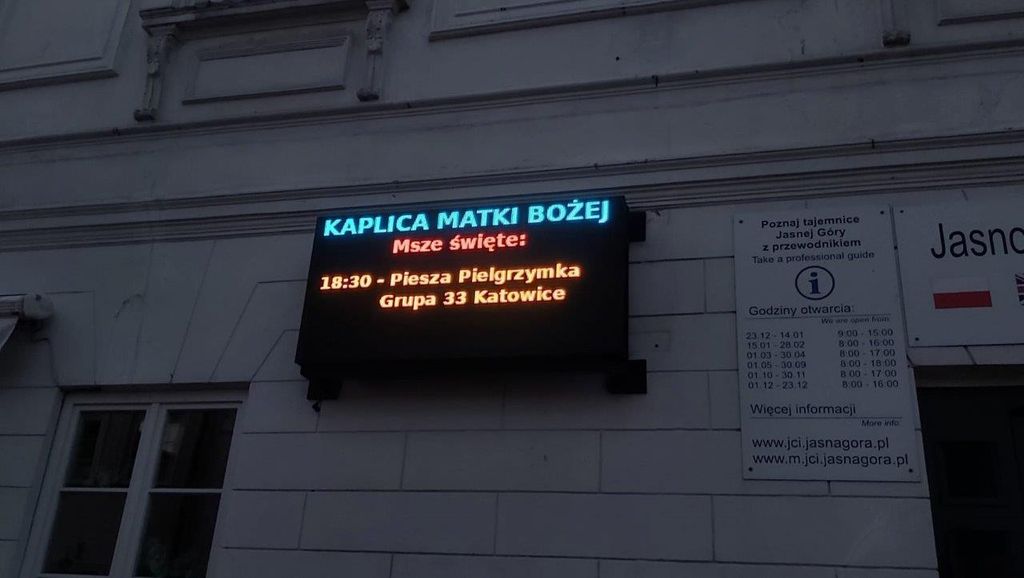 KAPLICA MATKI BOŻEJ
Msze święte:
18:30 - Piesza Pielgrzymka
Grupa 33 Katowice
Poznaj tajemnice
Jasnej Góry
z przewodnikiem
Take a professional guide
i
Godziny otwarcia:
We are open from:
23.12 - 14.01 9:00 - 15:00
15.01 - 28.02 8:00 - 16:00
01.03 - 30.04 8:00 - 17:00
01.05 - 30.09 8:00 - 18:00
01.10 - 30.11 8:00 - 17:00
01.12 - 23.12 8:00 - 16:00
Więcej informacji
More info:
www.jci.jasnagora.pl
www.m.jci.jasnagora.pl
Jasno